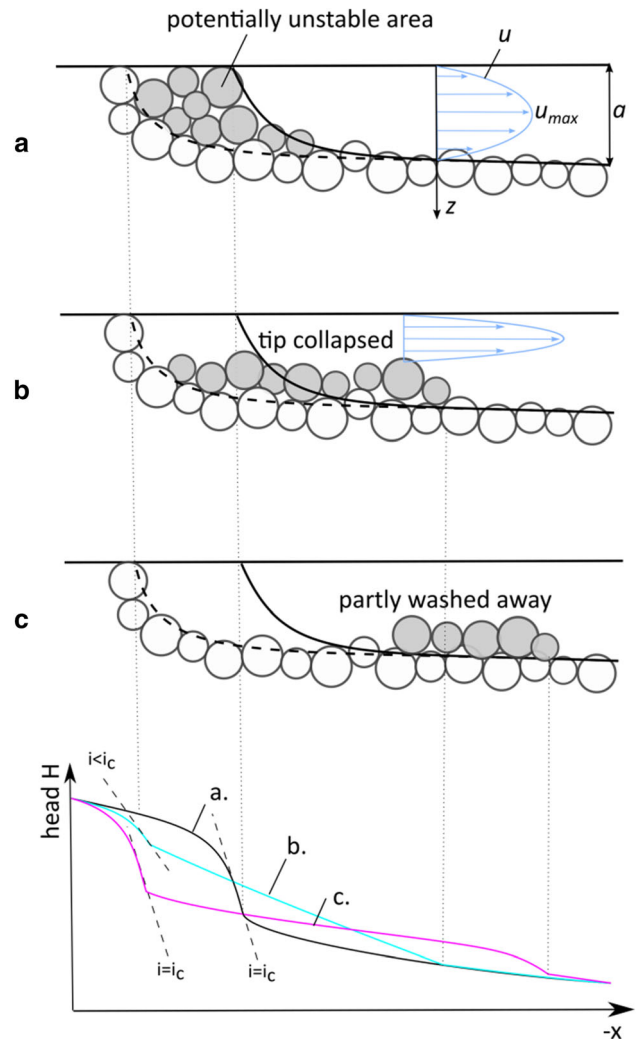 potentially unstable area
a
u
u_max
a
z
b
tip collapsed
c
partly washed away
head H
i<i_c
a.
b.
c.
i=i_c
i=i_c
-x